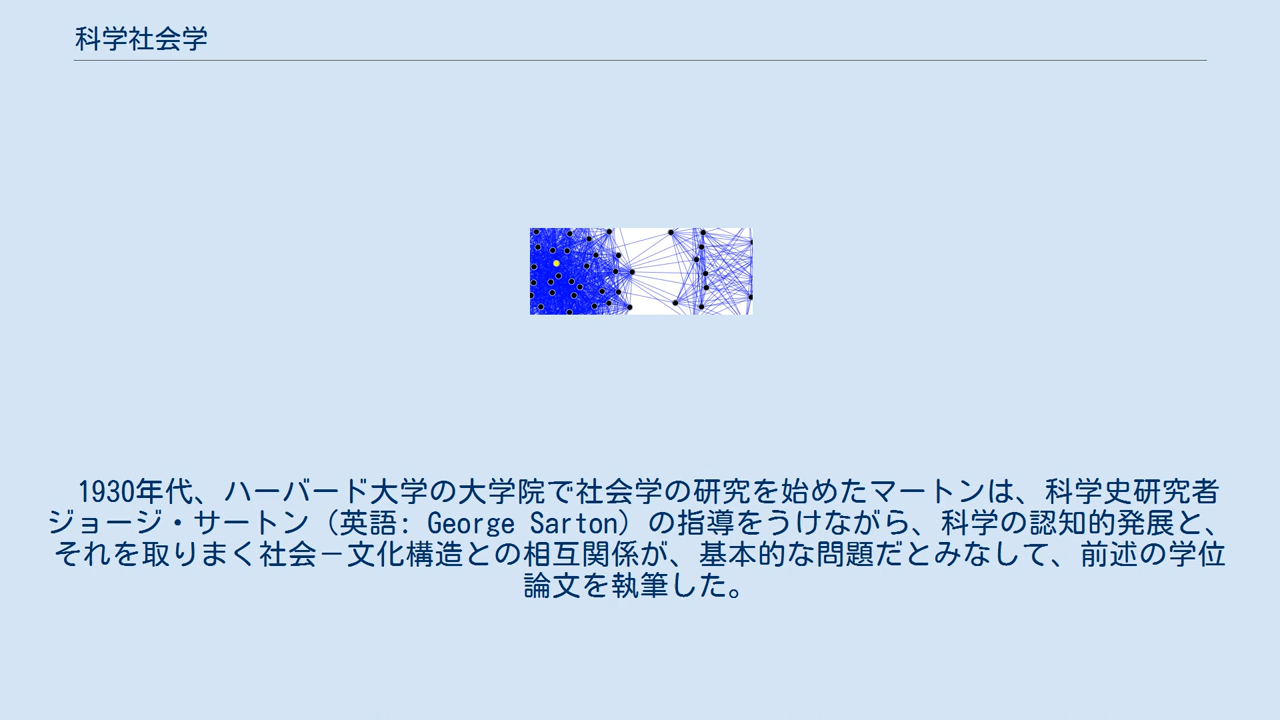 科学社会学
1930年代、ハーバード大学の大学院で社会学の研究を始めたマートンは、科学史研究者
ジョージ・サートン（英語: George Sarton）の指導をうけながら、科学の認知的発展と、
それを取りまく社会－文化構造との相互関係が、基本的な問題だとみなして、前述の学位
論文を執筆した。